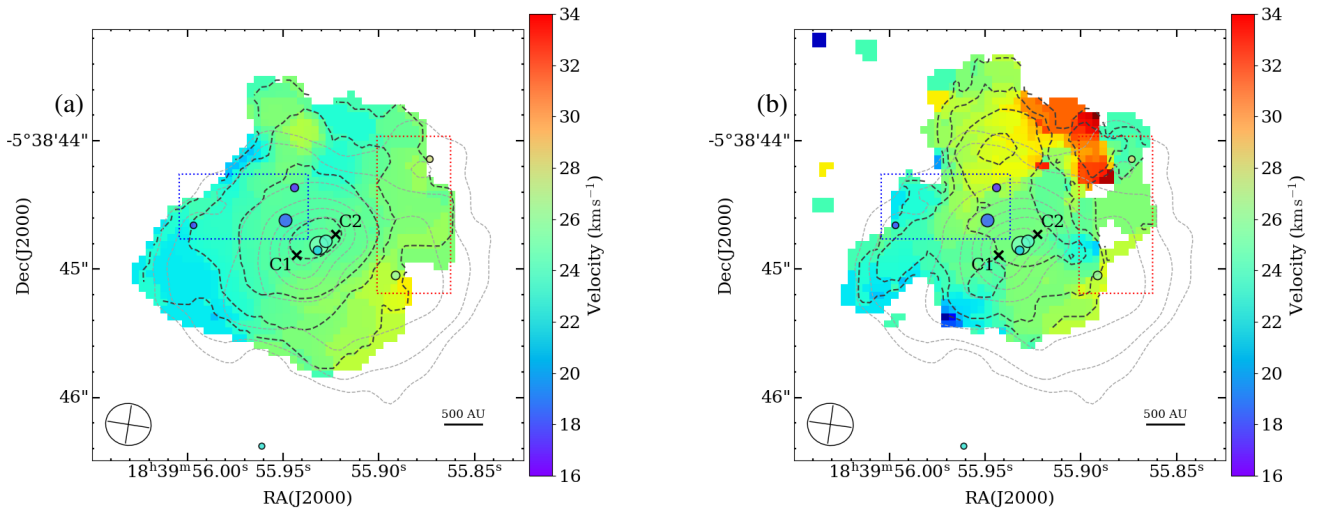 (a)
-5°38'44"
45"
46"
Dec(J2000)
C2
C1
500 AU
18ʰ39ᵐ56.00ˢ 55.95ˢ 55.90ˢ 55.85ˢ
RA(J2000)
34
32
30
28
26
24
22
20
18
16
Velocity (km s⁻¹)
(b)
-5°38'44"
45"
46"
Dec(J2000)
C2
C1
500 AU
18ʰ39ᵐ56.00ˢ 55.95ˢ 55.90ˢ 55.85ˢ
RA(J2000)
34
32
30
28
26
24
22
20
18
16
Velocity (km s⁻¹)